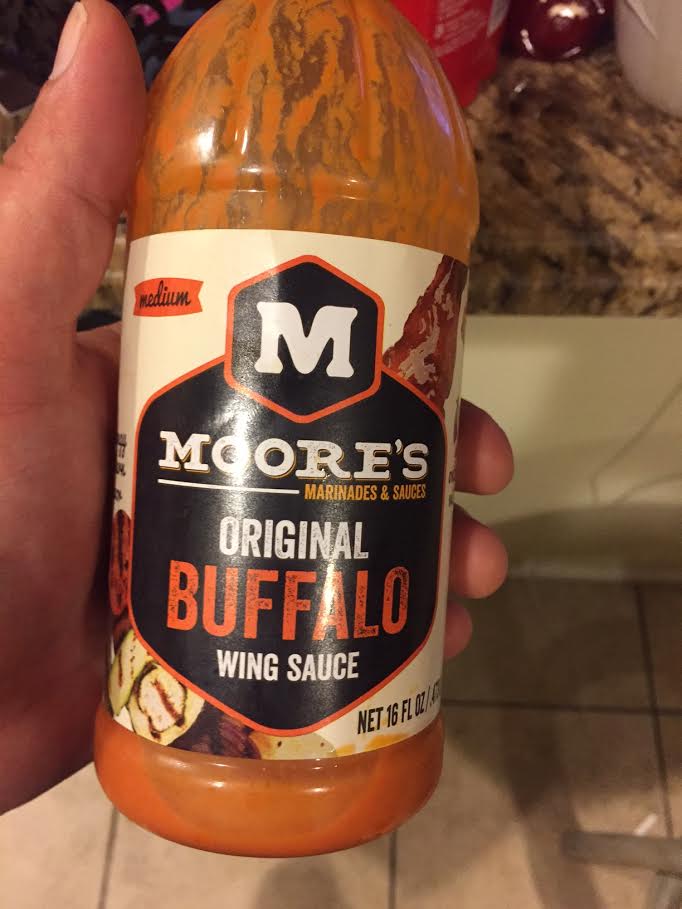 medium
M
MOORE'S
MARINADES & SAUCES
ORIGINAL
BUFFALO
WING SAUCE
NET 16 FL OZ /